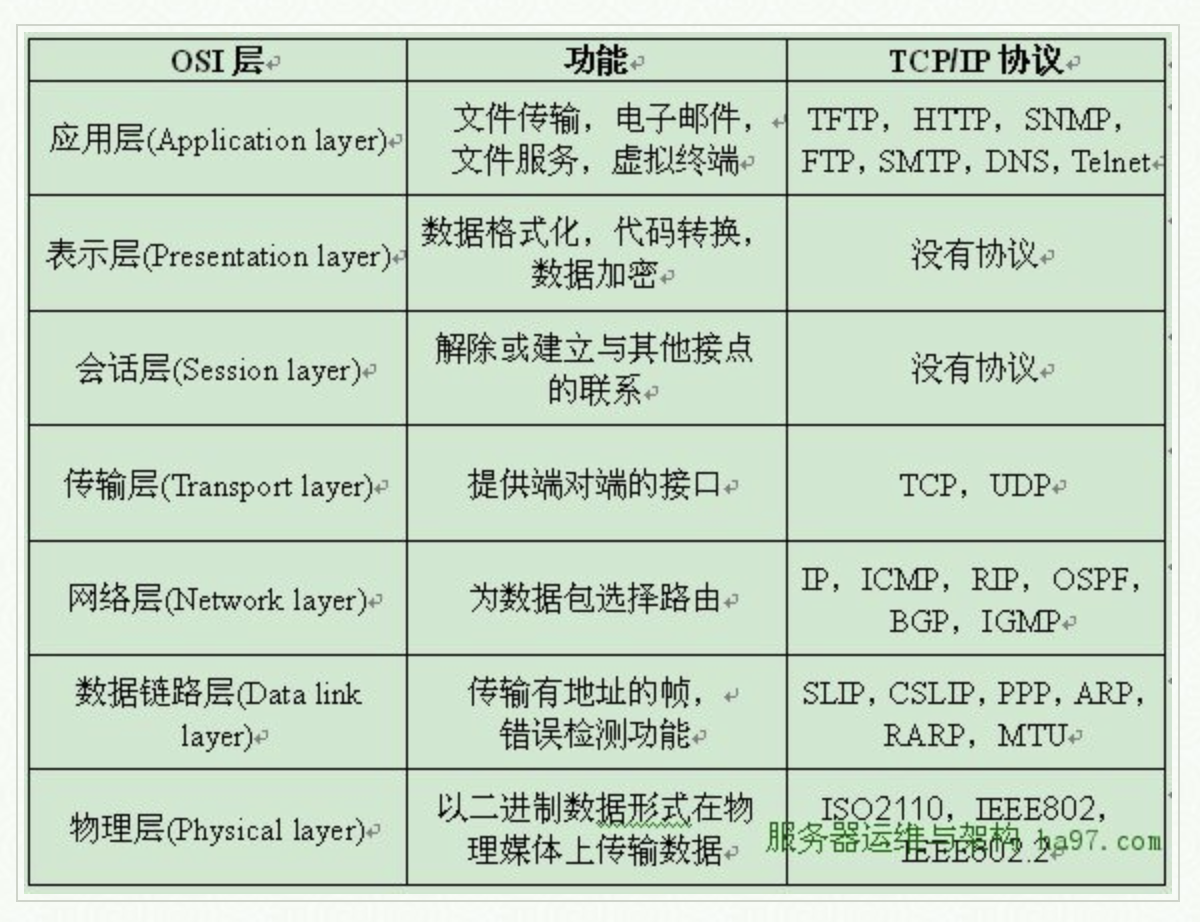 OSI 层 功能 TCP/IP 协议
应用层(Application layer) 文件传输，电子邮件， TFTP，HTTP，SNMP，
文件服务，虚拟终端 FTP，SMTP，DNS，Telnet
表示层(Presentation layer) 数据格式化，代码转换， 没有协议
数据加密
会话层(Session layer) 解除或建立与其他接点 没有协议
的联系
传输层(Transport layer) 提供端对端的接口 TCP，UDP
网络层(Network layer) 为数据包选择路由 IP，ICMP，RIP，OSPF，
BGP，IGMP
数据链路层(Data link 传输有地址的帧， SLIP，CSLIP，PPP，ARP，
layer) 错误检测功能 RARP，MTU
物理层(Physical layer) 以二进制数据形式在物 ISO2110，IEEE802，
理媒体上传输数据 IEEE802.2
服务器运维与架构 ha97.com